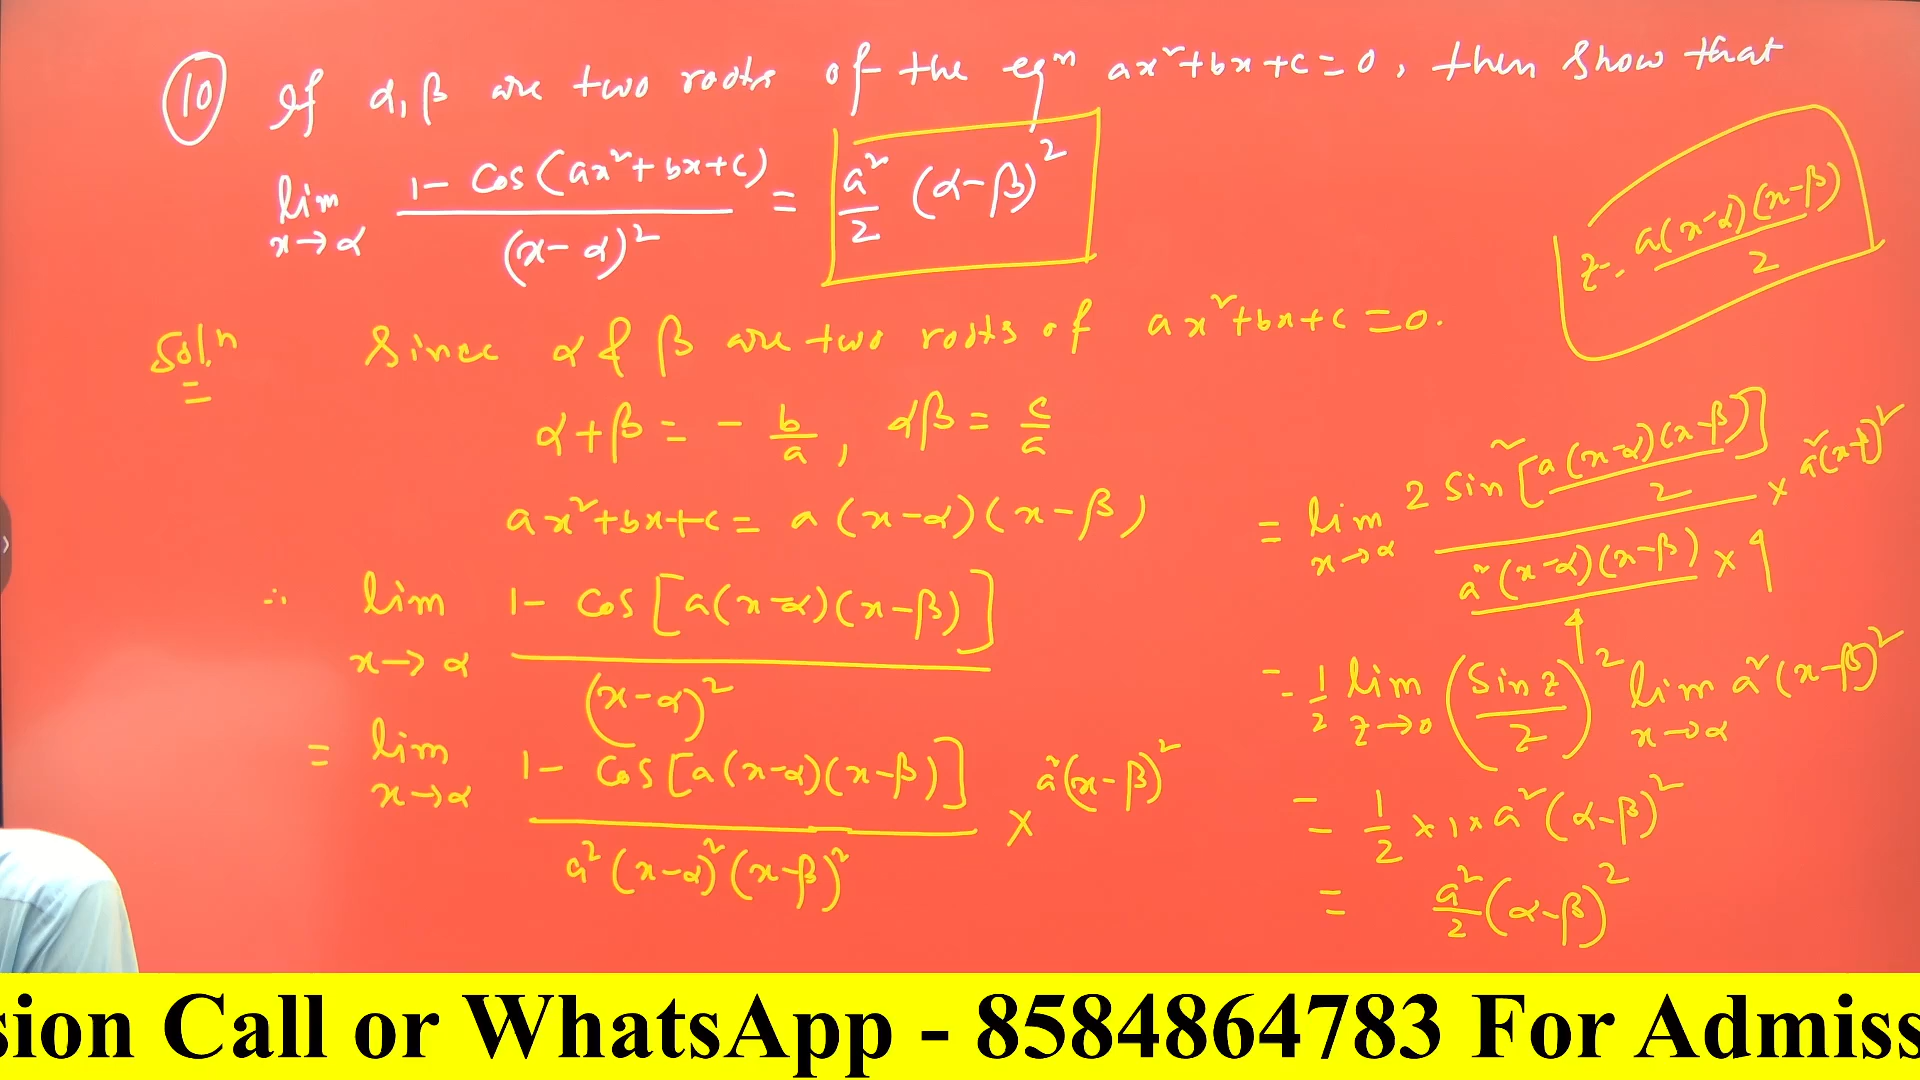 ⑩ If α, β are two roots of the eqⁿ ax²+bx+c=0, then show that
lim x→α (1- Cos(ax²+bx+c))/(x-α)² = a²/2 (α-β)²
z = a(x-α)(x-β)/2
Solⁿ Since α & β are two roots of ax²+bx+c=0.
α+β = - b/a, αβ = c/a
ax²+bx+c = a(x-α)(x-β)
∴ lim x→α (1- Cos[a(x-α)(x-β)])/(x-α)²
= lim x→α (1- Cos[a(x-α)(x-β)])/(a²(x-α)²(x-β)²) × a²(x-β)²
= lim x→α 2 Sin²[a(x-α)(x-β)/2]/(a²(x-α)(x-β)/4 × 4) ×
= 1/2 lim z→0 (Sin z/z)² lim x→α a²(x-β)²
= 1/2 × 1 × a²(α-β)²
= a²/2 (α-β)²
sion Call or WhatsApp - 8584864783 For Admiss